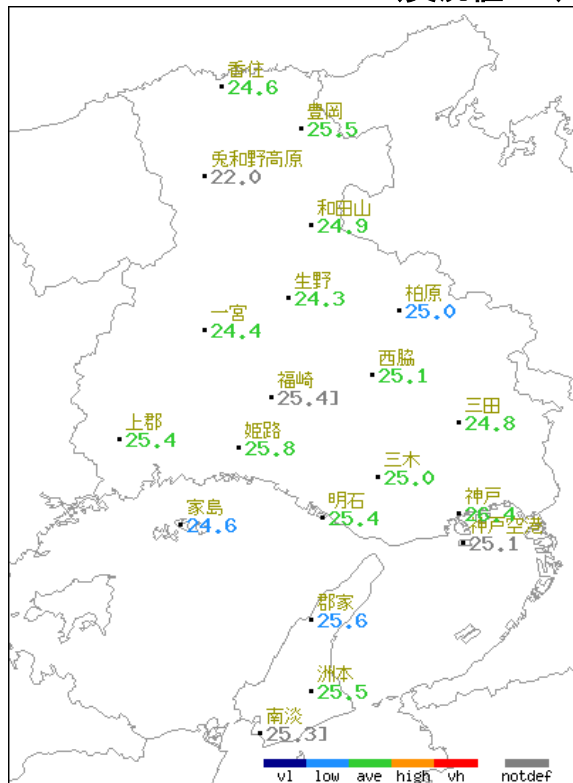 香住
24.6
豊岡
25.5
兎和野高原
22.0
和田山
24.9
生野
24.3
柏原
25.0
一宮
24.4
西脇
25.1
福崎
25.4]
三田
24.8
上郡
25.4
姫路
25.8
三木
25.0
家島
24.6
明石
25.4
神戸
26.4
神戸空港
25.1
郡家
25.6
洲本
25.5
南淡
25.3]
vl low ave high vh notdef